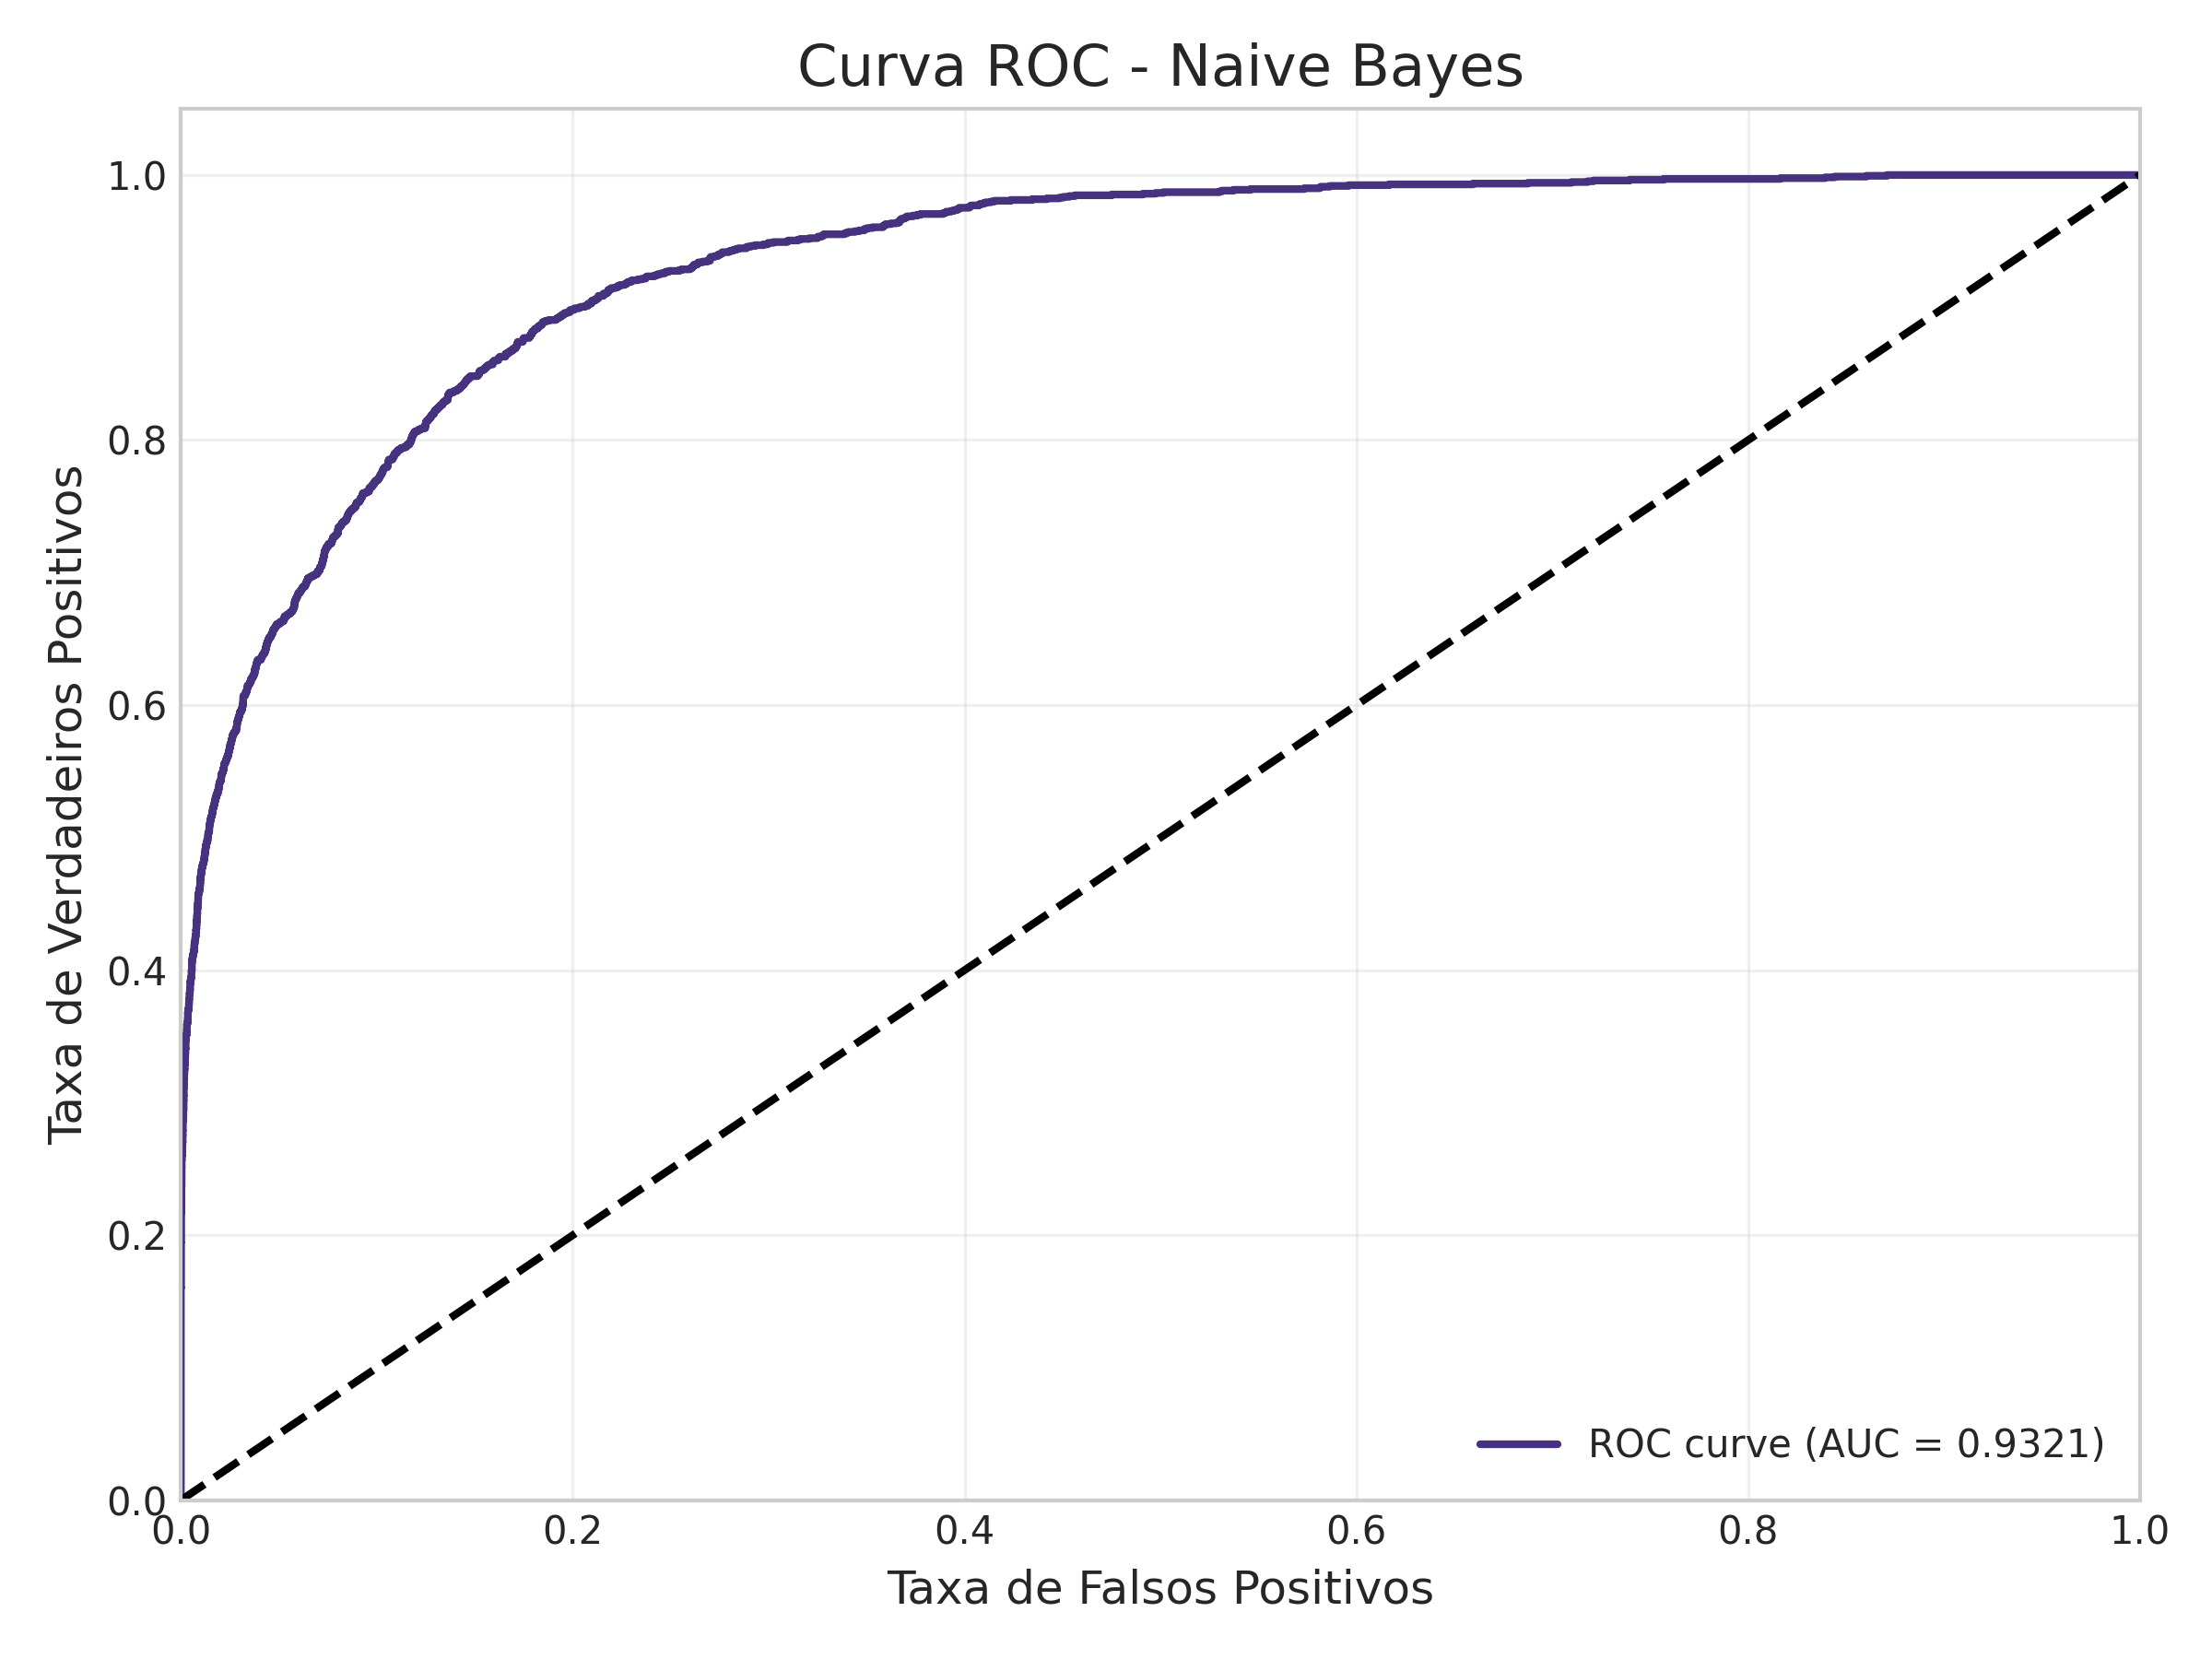 Curva ROC - Naive Bayes
1.0
0.8
0.6
0.4
0.2
0.0
Taxa de Verdadeiros Positivos
ROC curve (AUC = 0.9321)
0.0 0.2 0.4 0.6 0.8 1.0
Taxa de Falsos Positivos